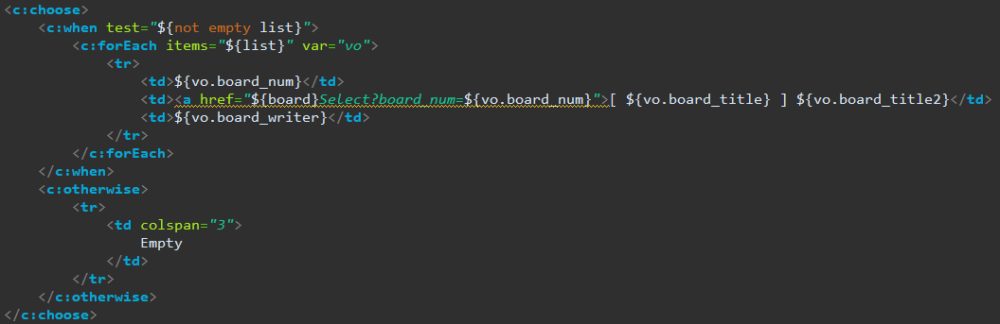 <c:choose>
<c:when test="${not empty list}">
<c:forEach items="${list}" var="vo">
<tr>
<td>${vo.board_num}</td>
<td><a href="${board}Select?board_num=${vo.board_num}">[ ${vo.board_title} ] ${vo.board_title2}</td>
<td>${vo.board_writer}</td>
</tr>
</c:forEach>
</c:when>
<c:otherwise>
<tr>
<td colspan="3">
Empty
</td>
</tr>
</c:otherwise>
</c:choose>